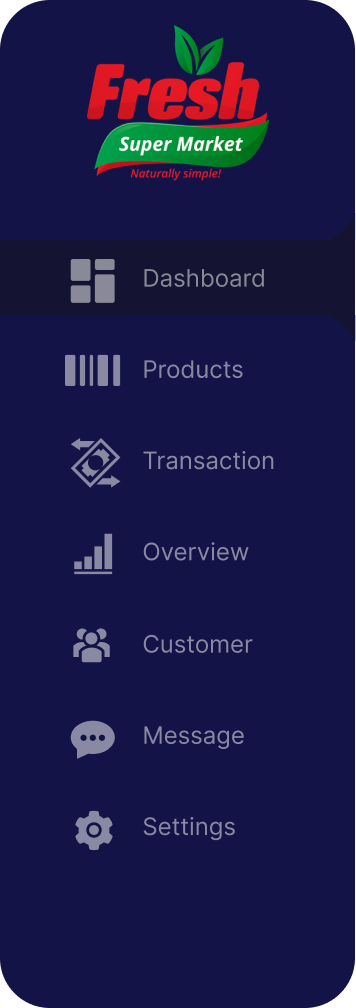 Fresh
Super Market
Naturally simple!
Dashboard
Products
Transaction
Overview
Customer
Message
Settings